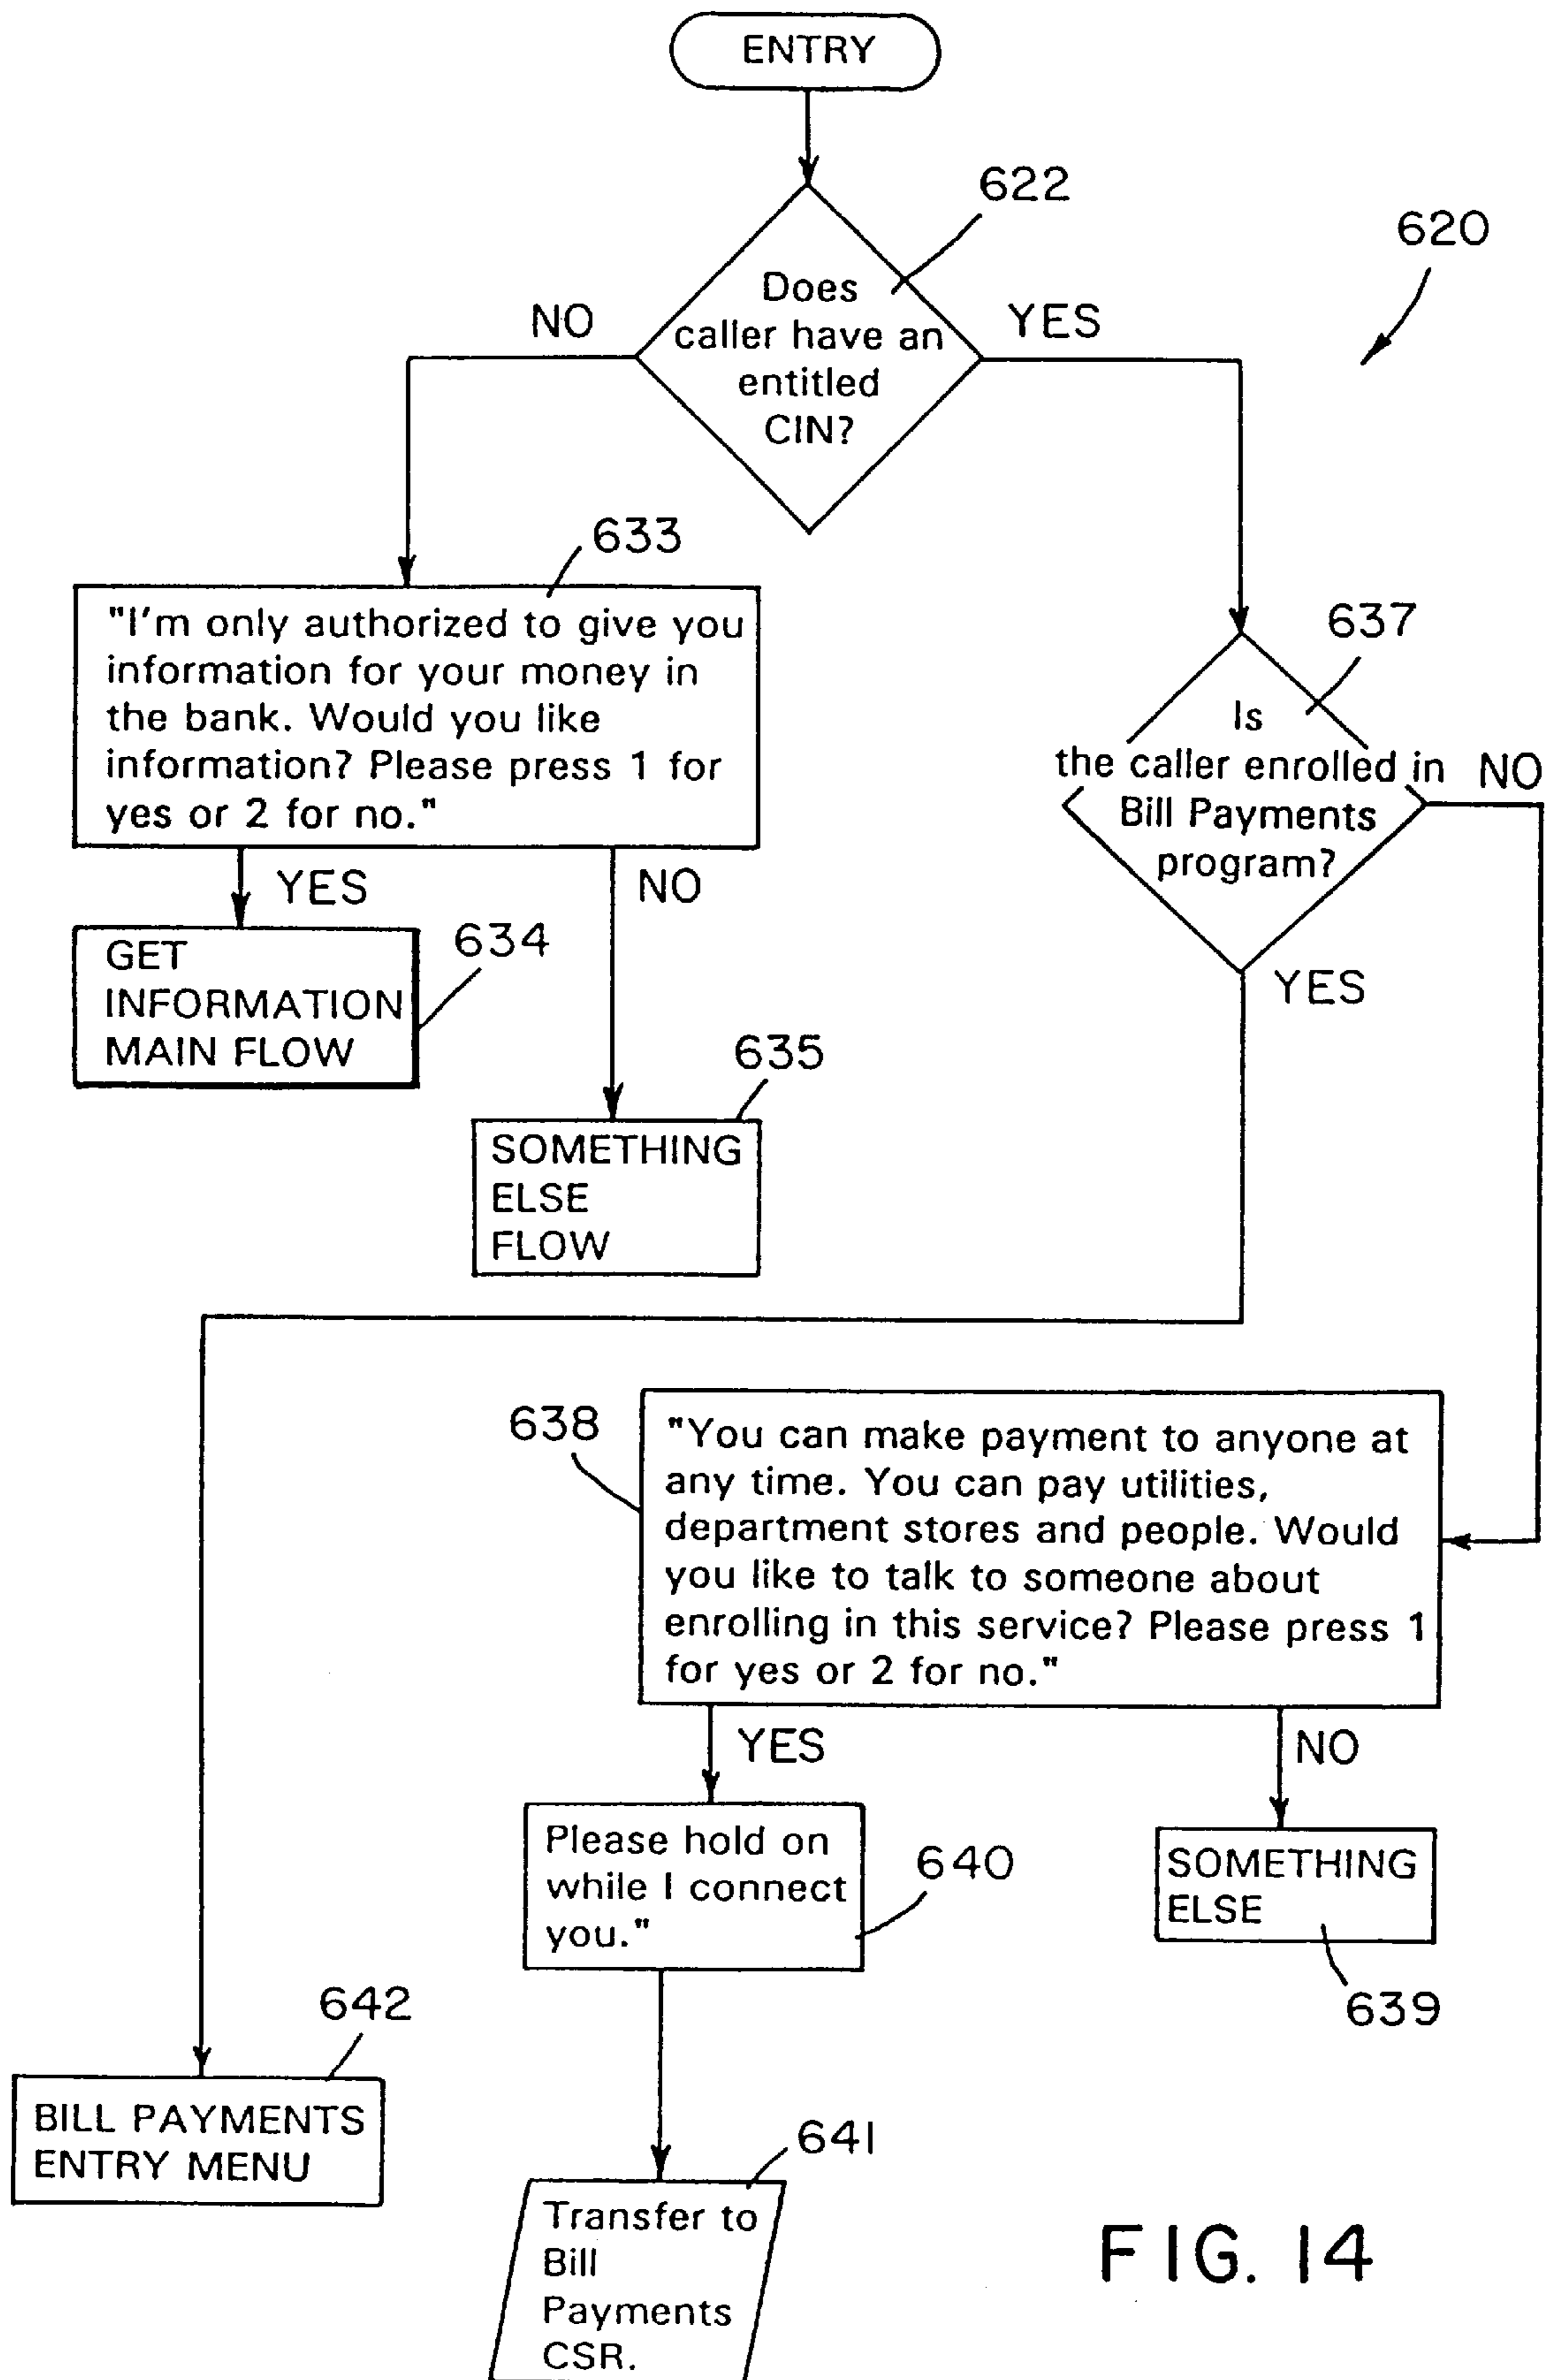 ENTRY
622
620
Does
caller have an
entitled
CIN?
NO
YES
633
"I'm only authorized to give you
information for your money in
the bank. Would you like
information? Please press 1 for
yes or 2 for no."
637
Is
the caller enrolled in
Bill Payments
program?
NO
YES
YES
NO
GET
INFORMATION
MAIN FLOW
634
635
SOMETHING
ELSE
FLOW
638
"You can make payment to anyone at
any time. You can pay utilities,
department stores and people. Would
you like to talk to someone about
enrolling in this service? Please press 1
for yes or 2 for no."
YES
NO
Please hold on
while I connect
you."
640
SOMETHING
ELSE
639
642
BILL PAYMENTS
ENTRY MENU
641
Transfer to
Bill
Payments
CSR.
FIG. 14